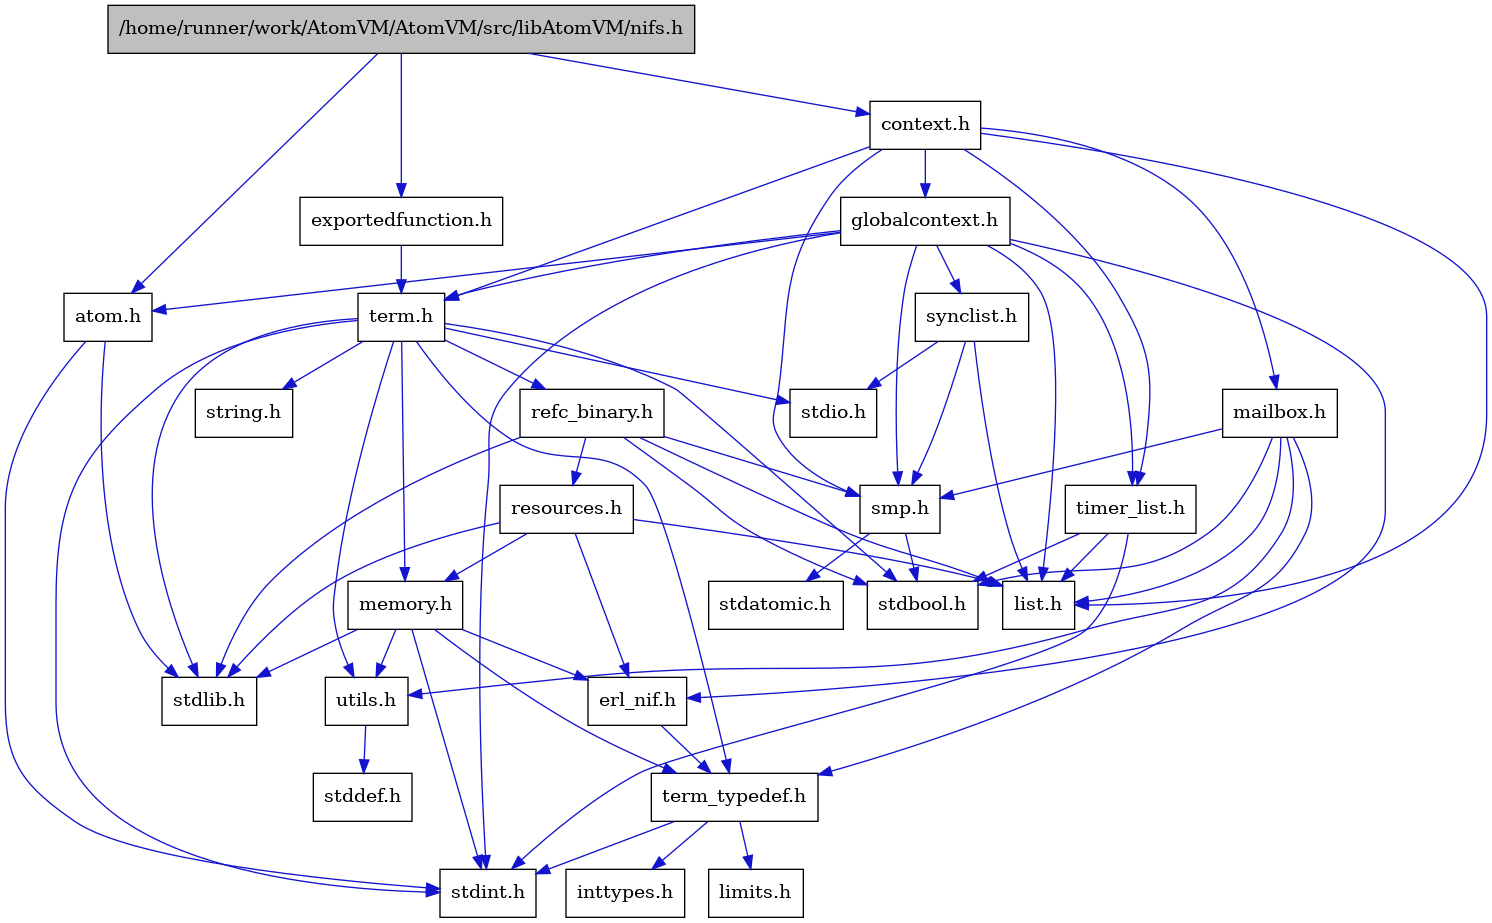 /home/runner/work/AtomVM/AtomVM/src/libAtomVM/nifs.h
context.h
exportedfunction.h
globalcontext.h
atom.h
term.h
synclist.h
string.h
refc_binary.h
stdio.h
mailbox.h
resources.h
smp.h
timer_list.h
memory.h
stdatomic.h
stdbool.h
list.h
stdlib.h
utils.h
erl_nif.h
stddef.h
term_typedef.h
stdint.h
inttypes.h
limits.h